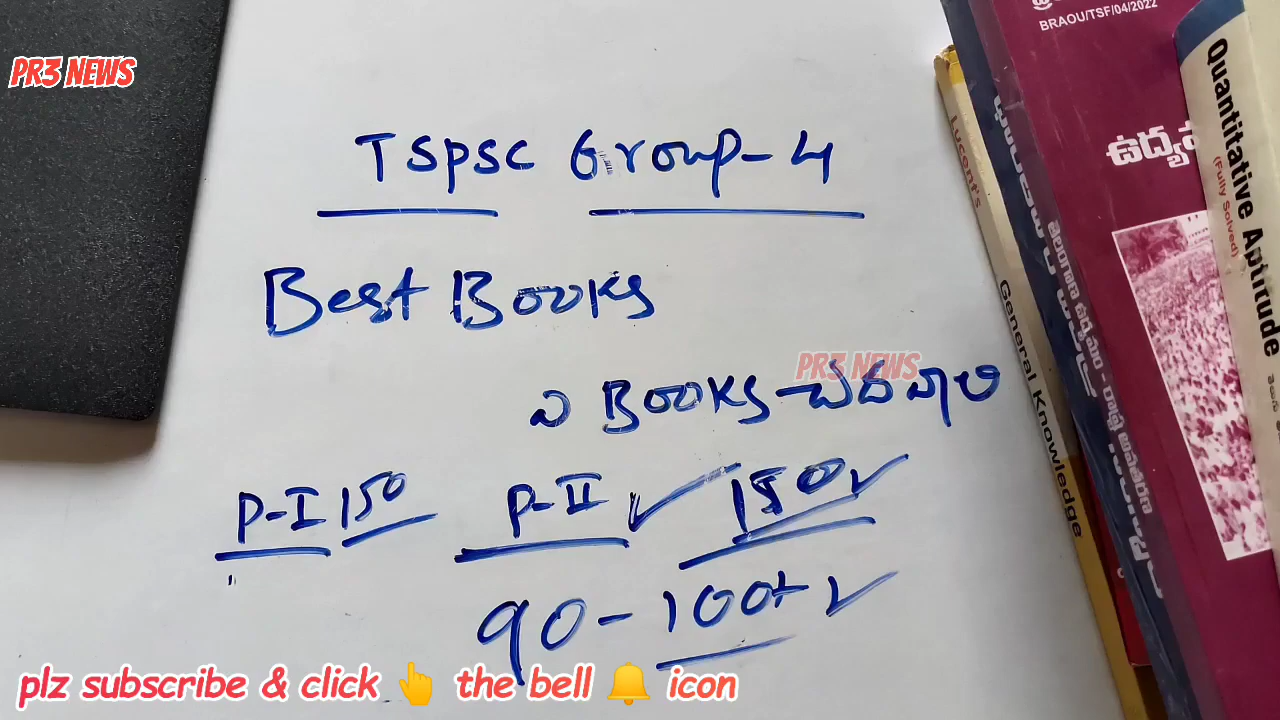 PR3 NEWS
BRAOU/TSF/04/2022
TSPSC Group-4
Best Books
PR3 NEWS
ఏ BOOKS-చదవాలి
P-I 150 P-II ✓ 150 ✓
90-100+ ✓
Lucent's
General Knowledge
Quantitative Aptitude
(Fully Solved)
plz subscribe & click 👆 the bell 🔔 icon